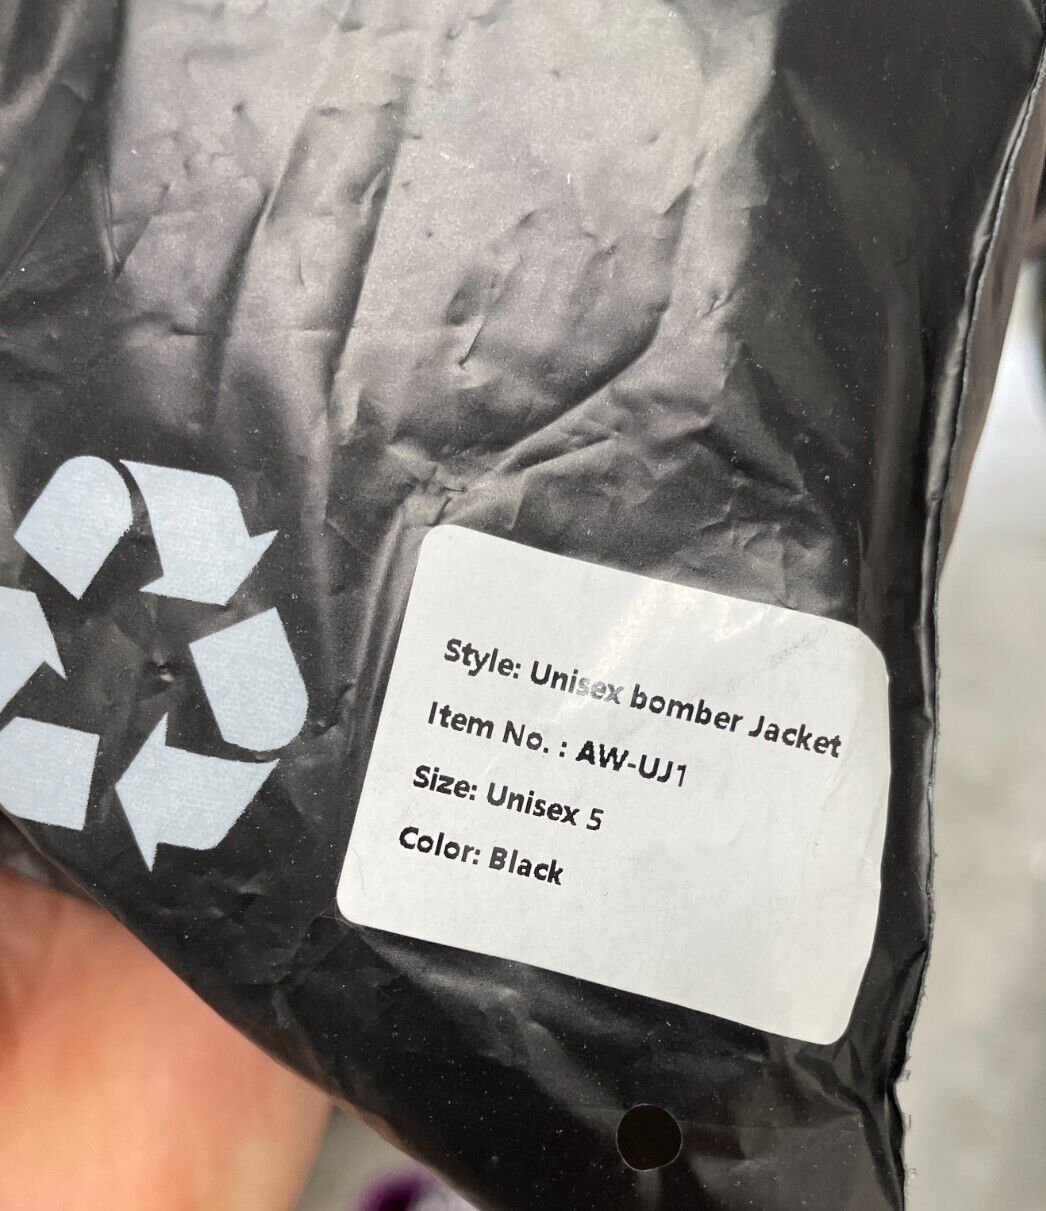 Style: Unisex bomber Jacket
Item No. : AW-UJ1
Size: Unisex 5
Color: Black